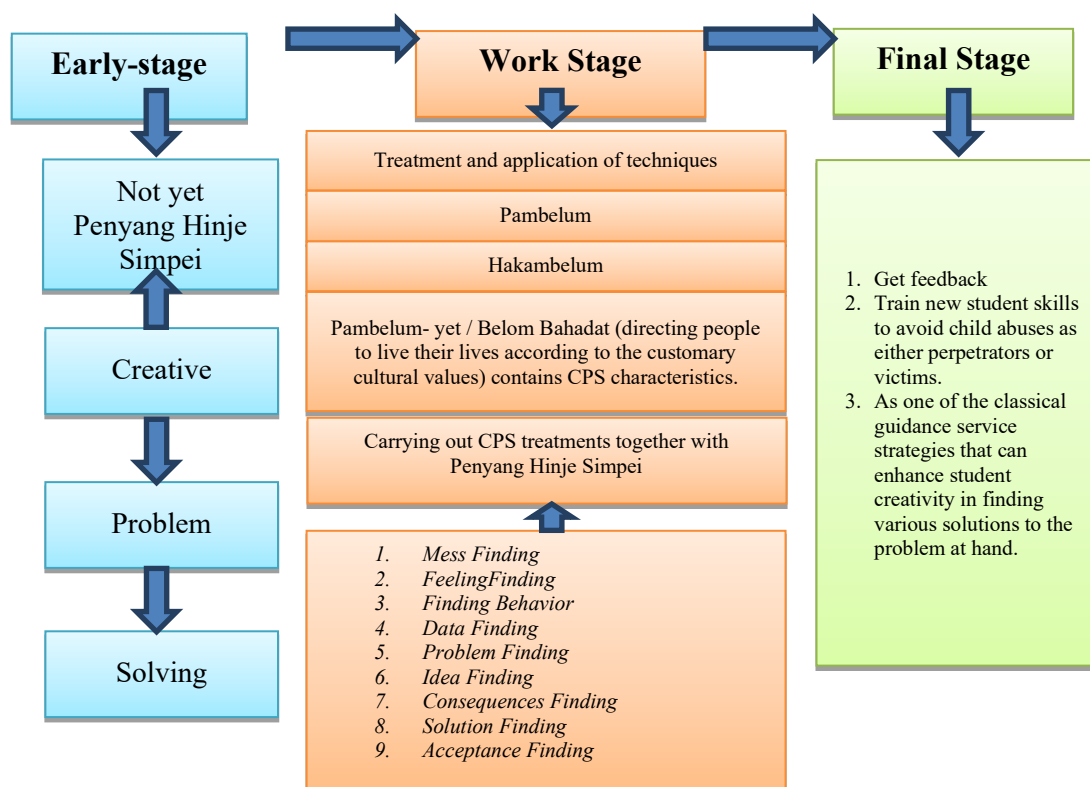 Early-stage
Not yet
Penyang Hinje
Simpei
Creative
Problem
Solving
Work Stage
Treatment and application of techniques
Pambelum
Hakambelum
Pambelum- yet / Belom Bahadat (directing people
to live their lives according to the customary
cultural values) contains CPS characteristics.
Carrying out CPS treatments together with
Penyang Hinje Simpei
1. Mess Finding
2. FeelingFinding
3. Finding Behavior
4. Data Finding
5. Problem Finding
6. Idea Finding
7. Consequences Finding
8. Solution Finding
9. Acceptance Finding
Final Stage
1. Get feedback
2. Train new student skills
to avoid child abuses as
either perpetrators or
victims.
3. As one of the classical
guidance service
strategies that can
enhance student
creativity in finding
various solutions to the
problem at hand.